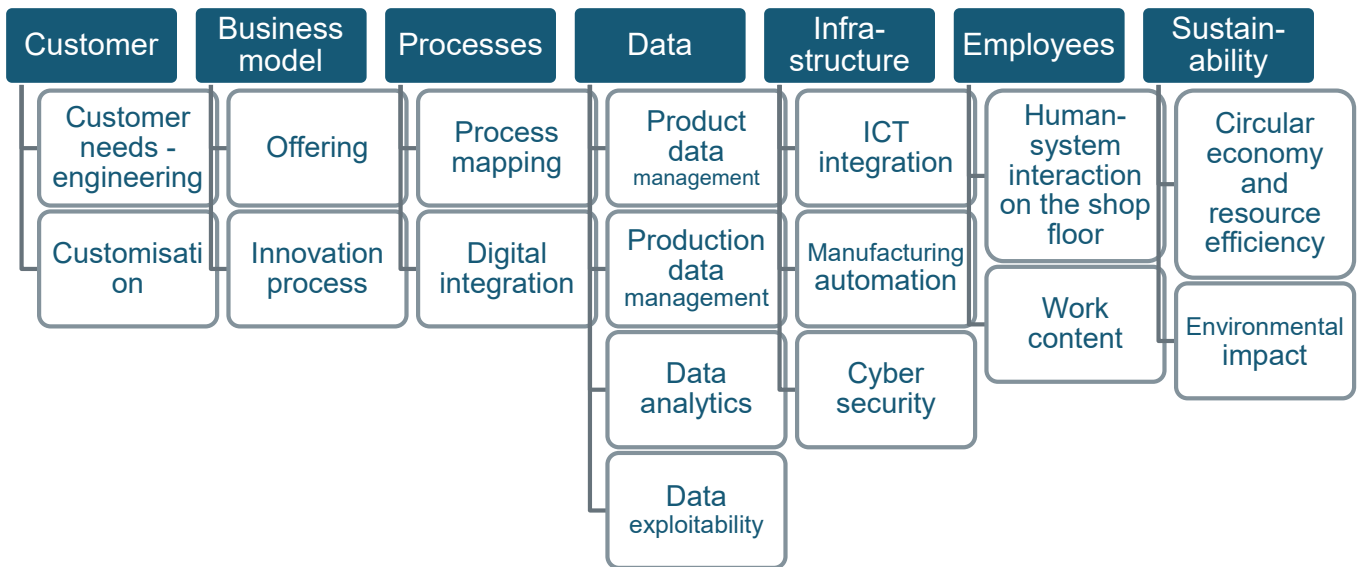 Customer
Customer
needs -
engineering
Customisati
on
Business
model
Offering
Innovation
process
Processes
Process
mapping
Digital
integration
Data
Product
data
management
Production
data
management
Data
analytics
Data
exploitability
Infra-
structure
ICT
integration
Manufacturing
automation
Cyber
security
Employees
Human-
system
interaction
on the shop
floor
Work
content
Sustain-
ability
Circular
economy
and
resource
efficiency
Environmental
impact